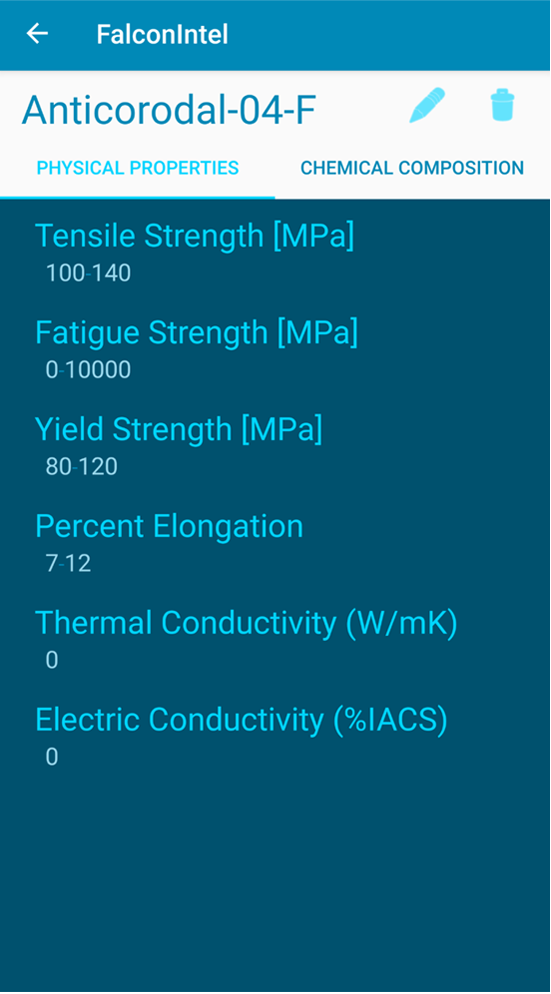 FalconIntel
Anticorodal-04-F
PHYSICAL PROPERTIES CHEMICAL COMPOSITION
Tensile Strength [MPa]
100-140
Fatigue Strength [MPa]
0-10000
Yield Strength [MPa]
80-120
Percent Elongation
7-12
Thermal Conductivity (W/mK)
0
Electric Conductivity (%IACS)
0